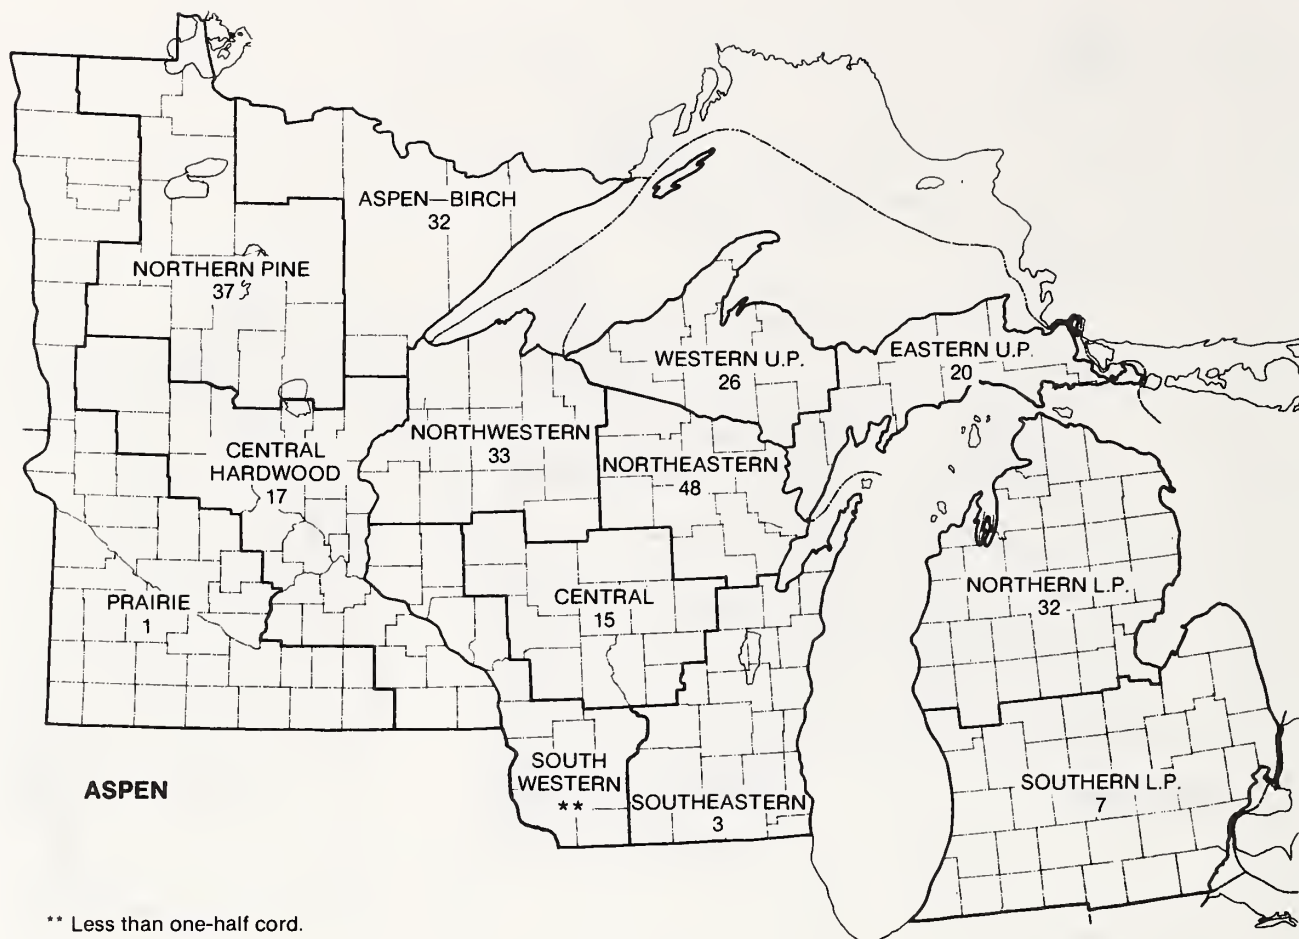 ASPEN—BIRCH
32
NORTHERN PINE
37
WESTERN U.P.
26
EASTERN U.P.
20
NORTHWESTERN
33
CENTRAL
HARDWOOD
17
NORTHEASTERN
48
PRAIRIE
1
CENTRAL
15
NORTHERN L.P.
32
SOUTH
WESTERN
**
SOUTHEASTERN
3
SOUTHERN L.P.
7
ASPEN
** Less than one-half cord.